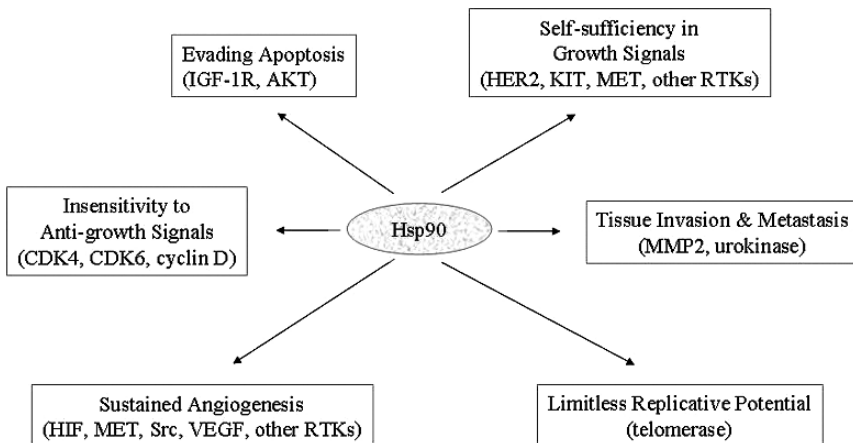 Evading Apoptosis
(IGF-1R, AKT)
Self-sufficiency in
Growth Signals
(HER2, KIT, MET, other RTKs)
Insensitivity to
Anti-growth Signals
(CDK4, CDK6, cyclin D)
Hsp90
Tissue Invasion & Metastasis
(MMP2, urokinase)
Sustained Angiogenesis
(HIF, MET, Src, VEGF, other RTKs)
Limitless Replicative Potential
(telomerase)